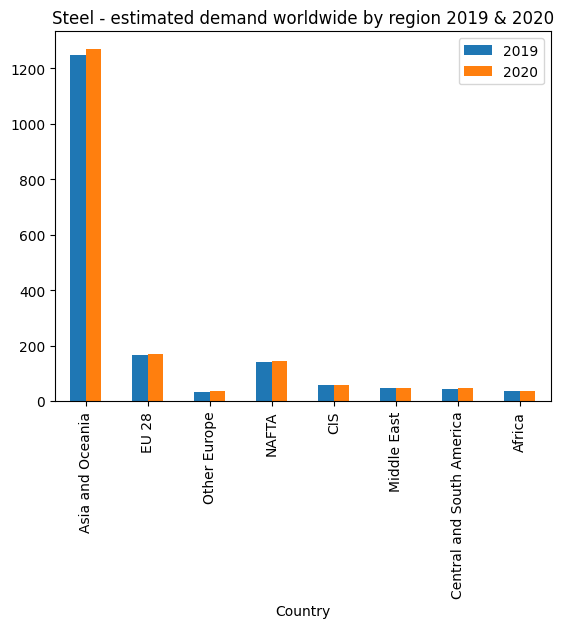 Steel - estimated demand worldwide by region 2019 & 2020
2019
2020
1200
1000
800
600
400
200
0
Asia and Oceania
EU 28
Other Europe
NAFTA
CIS
Middle East
Central and South America
Africa
Country